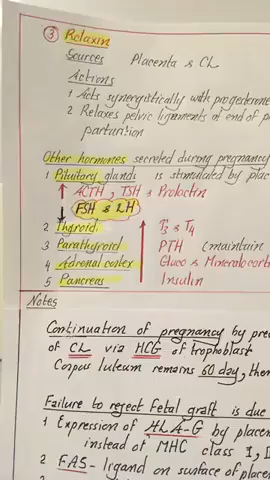 ③ Relaxin
Sources Placenta & CL
Actions
1 Acts synergistically with progesterone
2 Relaxes pelvic ligaments at end of
parturition
Other hormones secreted during pregnancy
1 Pituitary glands is stimulated by
↑ ACTH, TSH & Prolactin
↓ FSH & LH
2 Thyroid T3 & T4
3 Parathyroid PTH (maintain
4 Adrenal cortex Gluco & Mineralocort
5 Pancreas Insulin
Notes
Continuation of pregnancy by
of CL via HCG of trophoblast
Corpus luteum remains 60 day, then
Failure to reject Fetal graft is due
1 Expression of HLA-G by
instead of MHC class I,
2 FAS-ligand on surface of